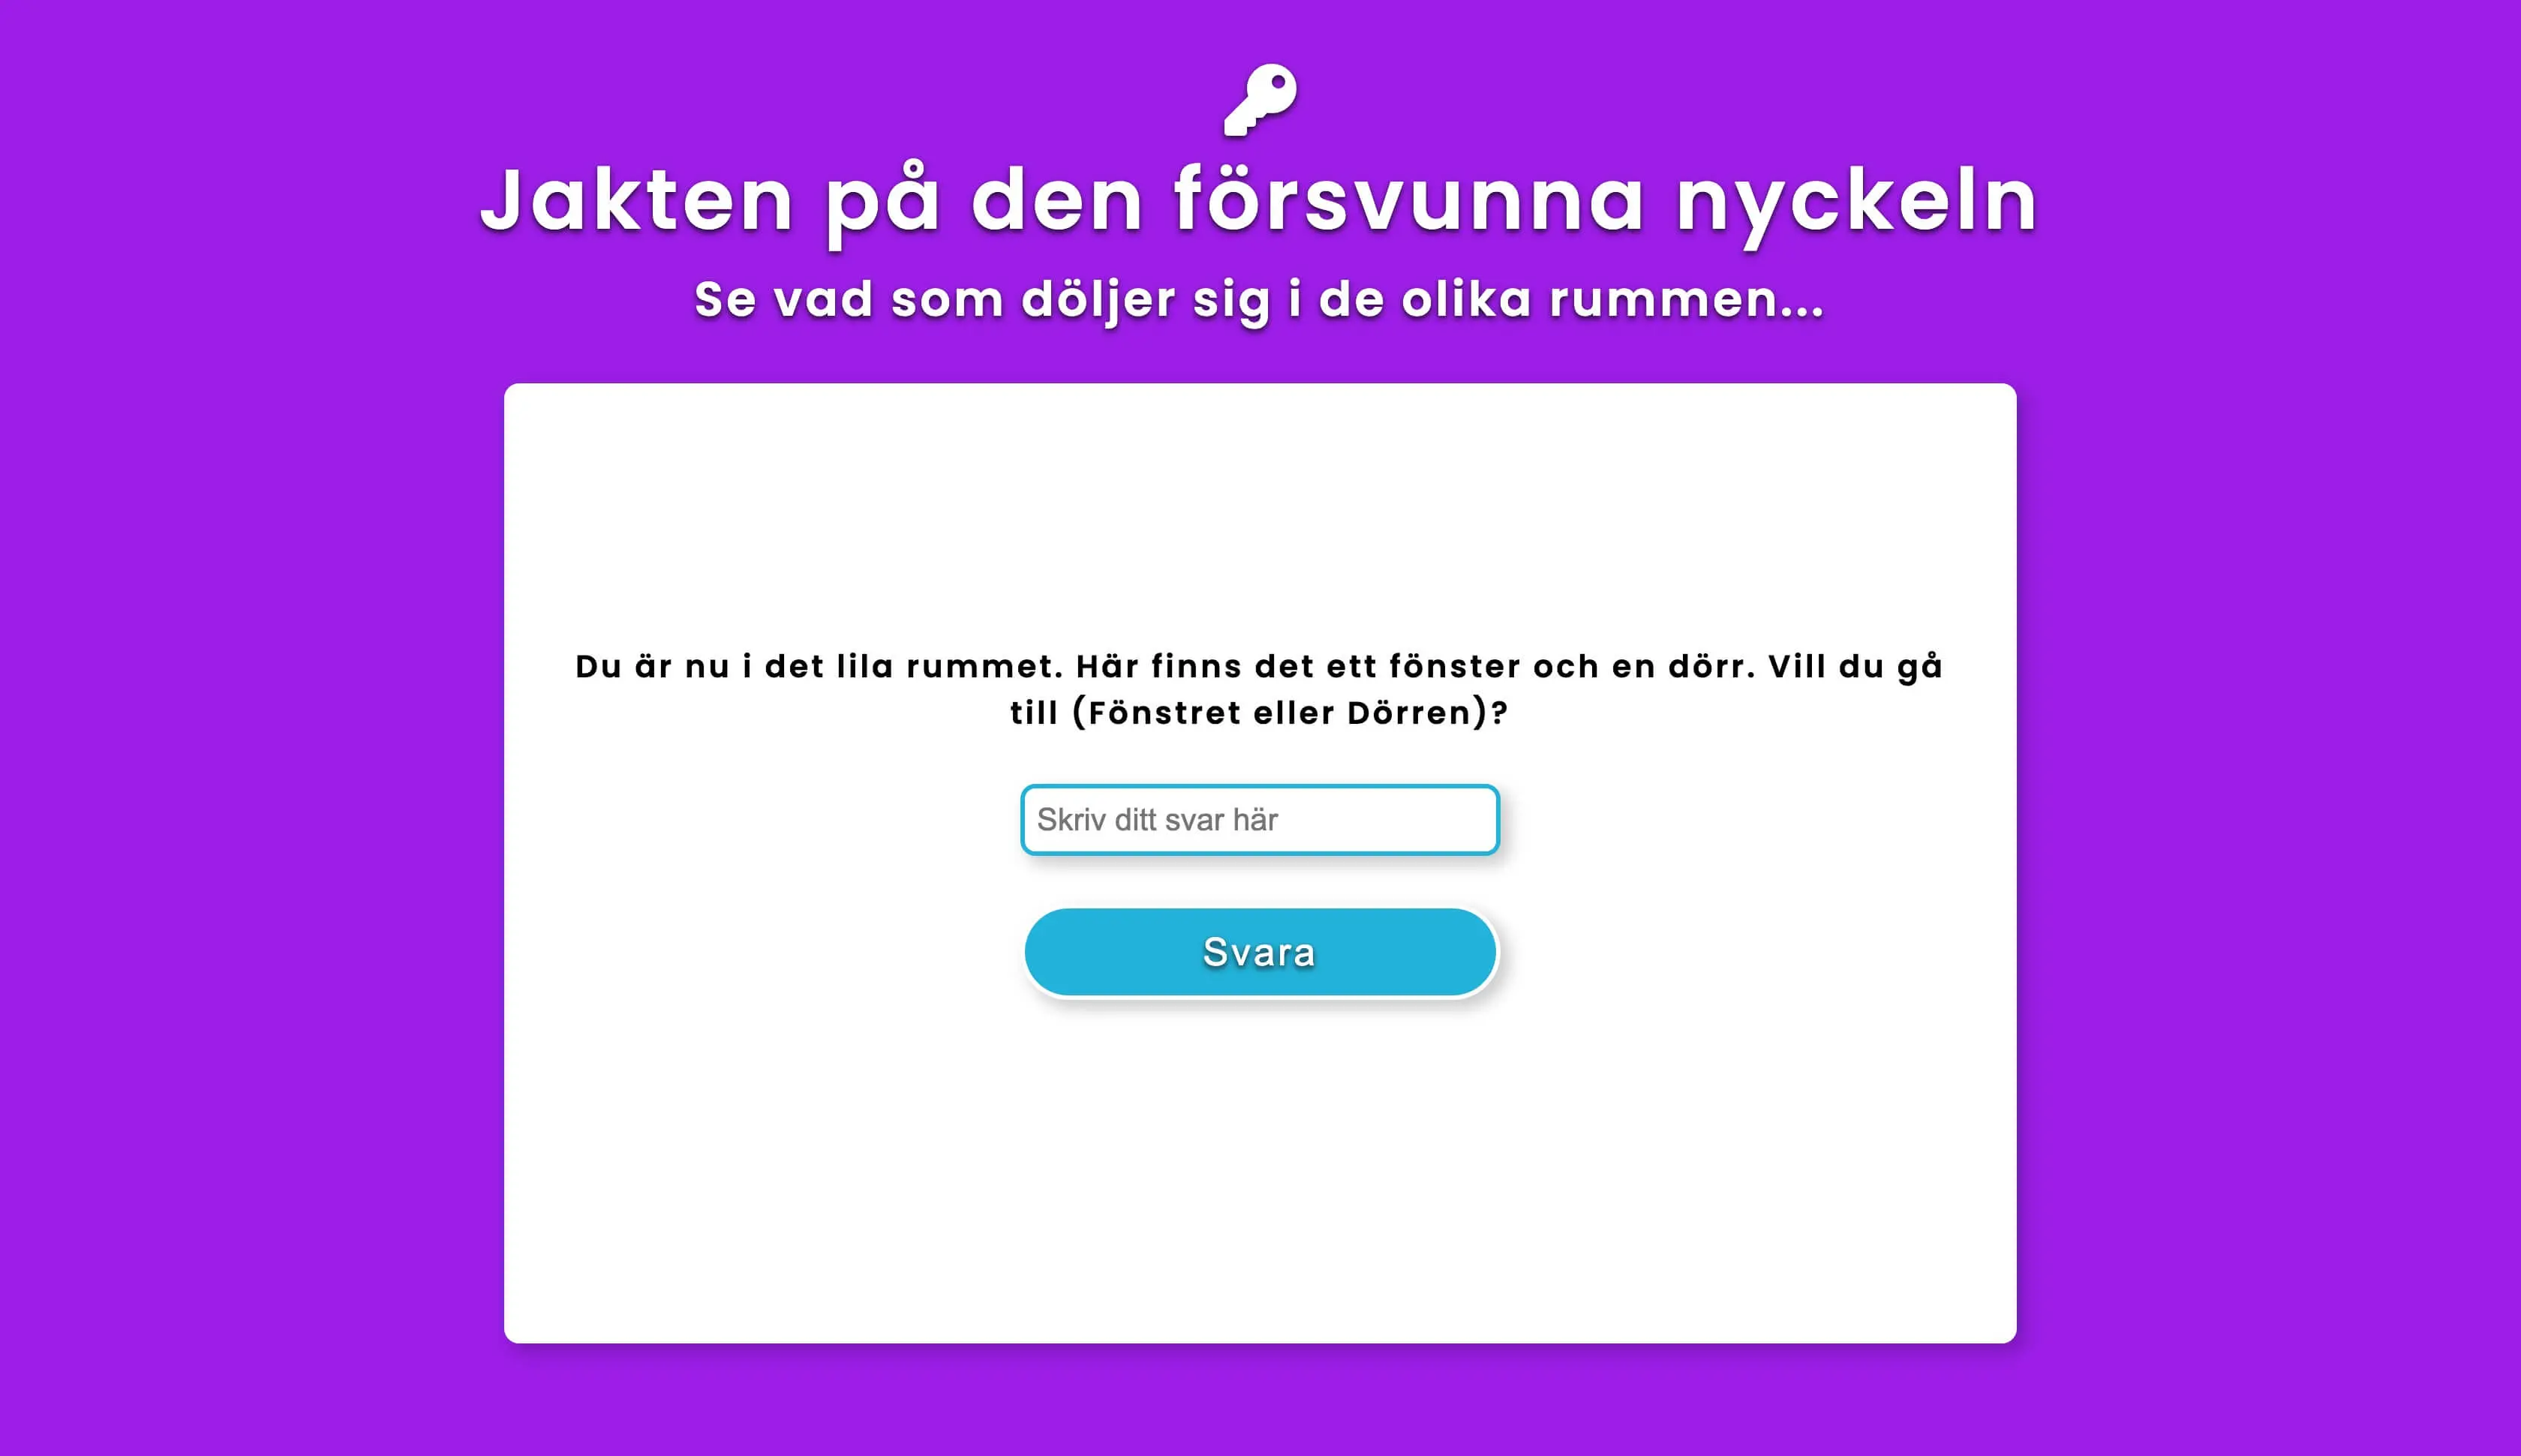 Jakten på den försvunna nyckeln
Se vad som döljer sig i de olika rummen...
Du är nu i det lila rummet. Här finns det ett fönster och en dörr. Vill du gå
till (Fönstret eller Dörren)?
Skriv ditt svar här
Svara